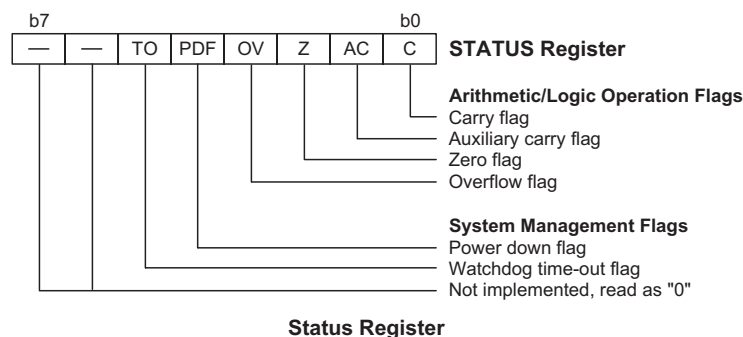 b7 b0
— — TO PDF OV Z AC C STATUS Register
Arithmetic/Logic Operation Flags
Carry flag
Auxiliary carry flag
Zero flag
Overflow flag
System Management Flags
Power down flag
Watchdog time-out flag
Not implemented, read as "0"
Status Register